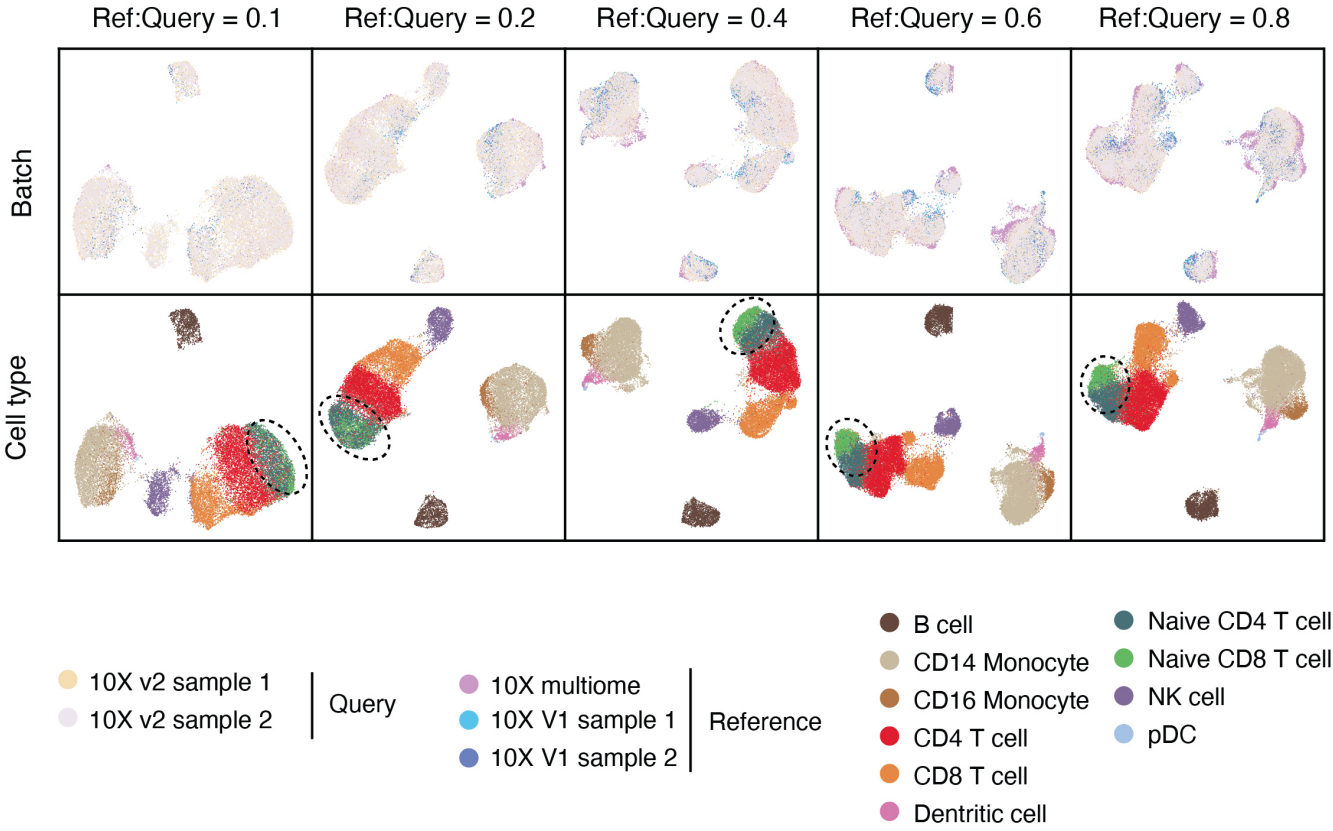 Ref:Query = 0.1
Ref:Query = 0.2
Ref:Query = 0.4
Ref:Query = 0.6
Ref:Query = 0.8
Batch
Cell type
10X v2 sample 1
10X v2 sample 2
Query
10X multiome
10X V1 sample 1
10X V1 sample 2
Reference
B cell
CD14 Monocyte
CD16 Monocyte
CD4 T cell
CD8 T cell
Dentritic cell
Naive CD4 T cell
Naive CD8 T cell
NK cell
pDC